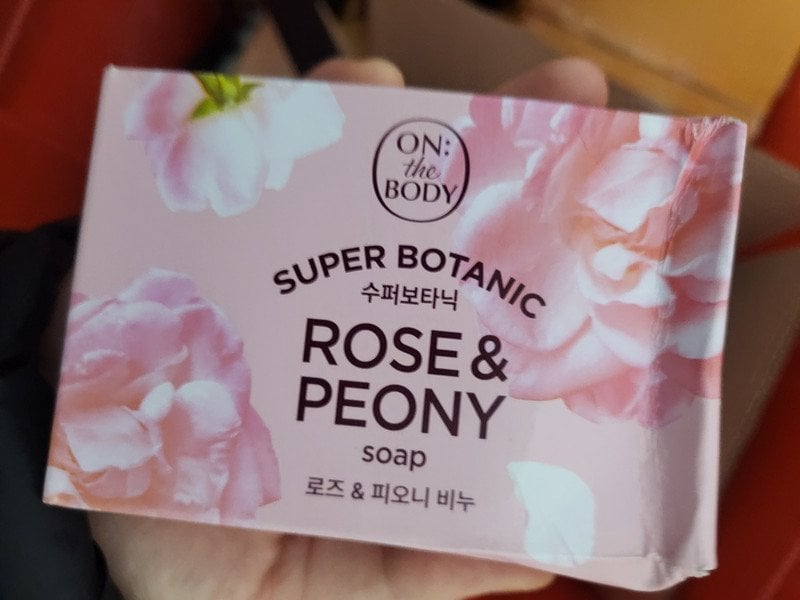 ON:
the
BODY
SUPER BOTANIC
수퍼보타닉
ROSE &
PEONY
soap
로즈 & 피오니 비누